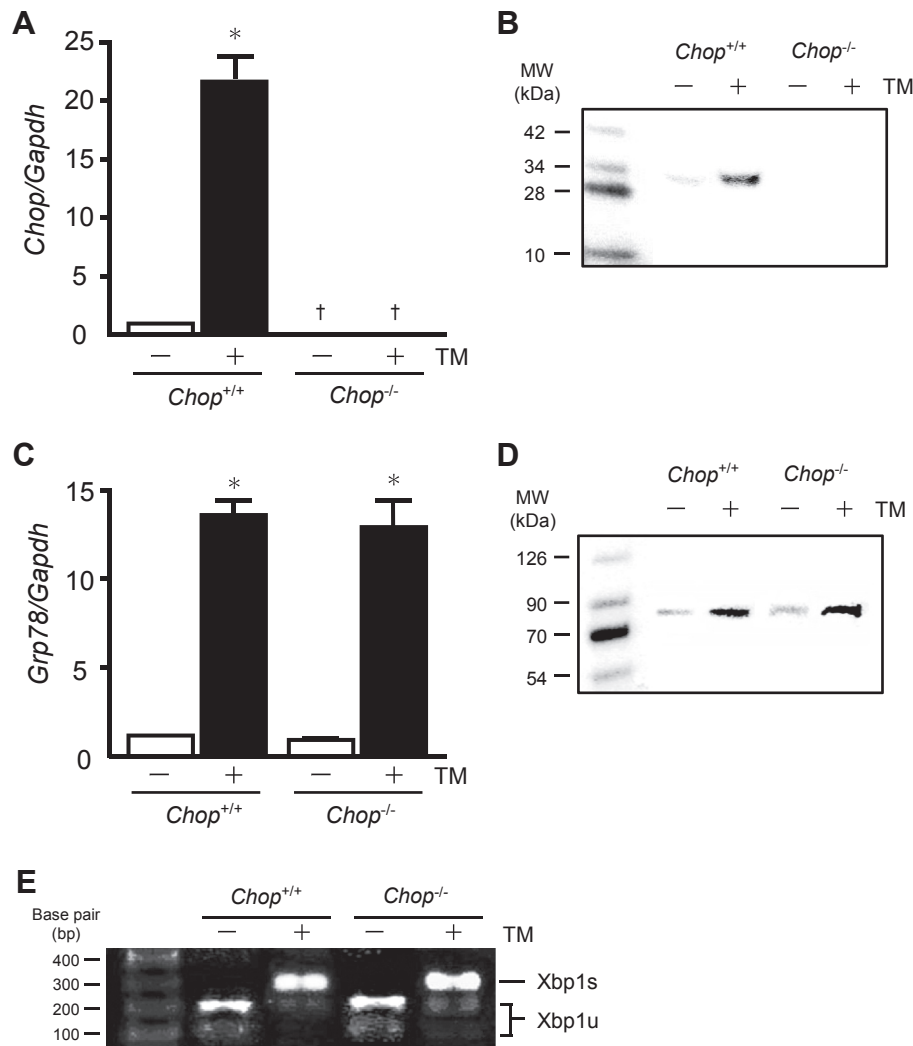 A
*
25
20
15
10
5
0
Chop/Gapdh
† †
− + − + TM
Chop+/+ Chop-/-
B
Chop+/+ Chop-/-
MW
(kDa)
− + − + TM
42
34
28
10
C
* *
15
10
5
0
Grp78/Gapdh
− + − + TM
Chop+/+ Chop-/-
D
Chop+/+ Chop-/-
MW
(kDa)
− + − + TM
126
90
70
54
E
Chop+/+ Chop-/-
Base pair
(bp)
− + − + TM
400
300
200
100
Xbp1s
Xbp1u